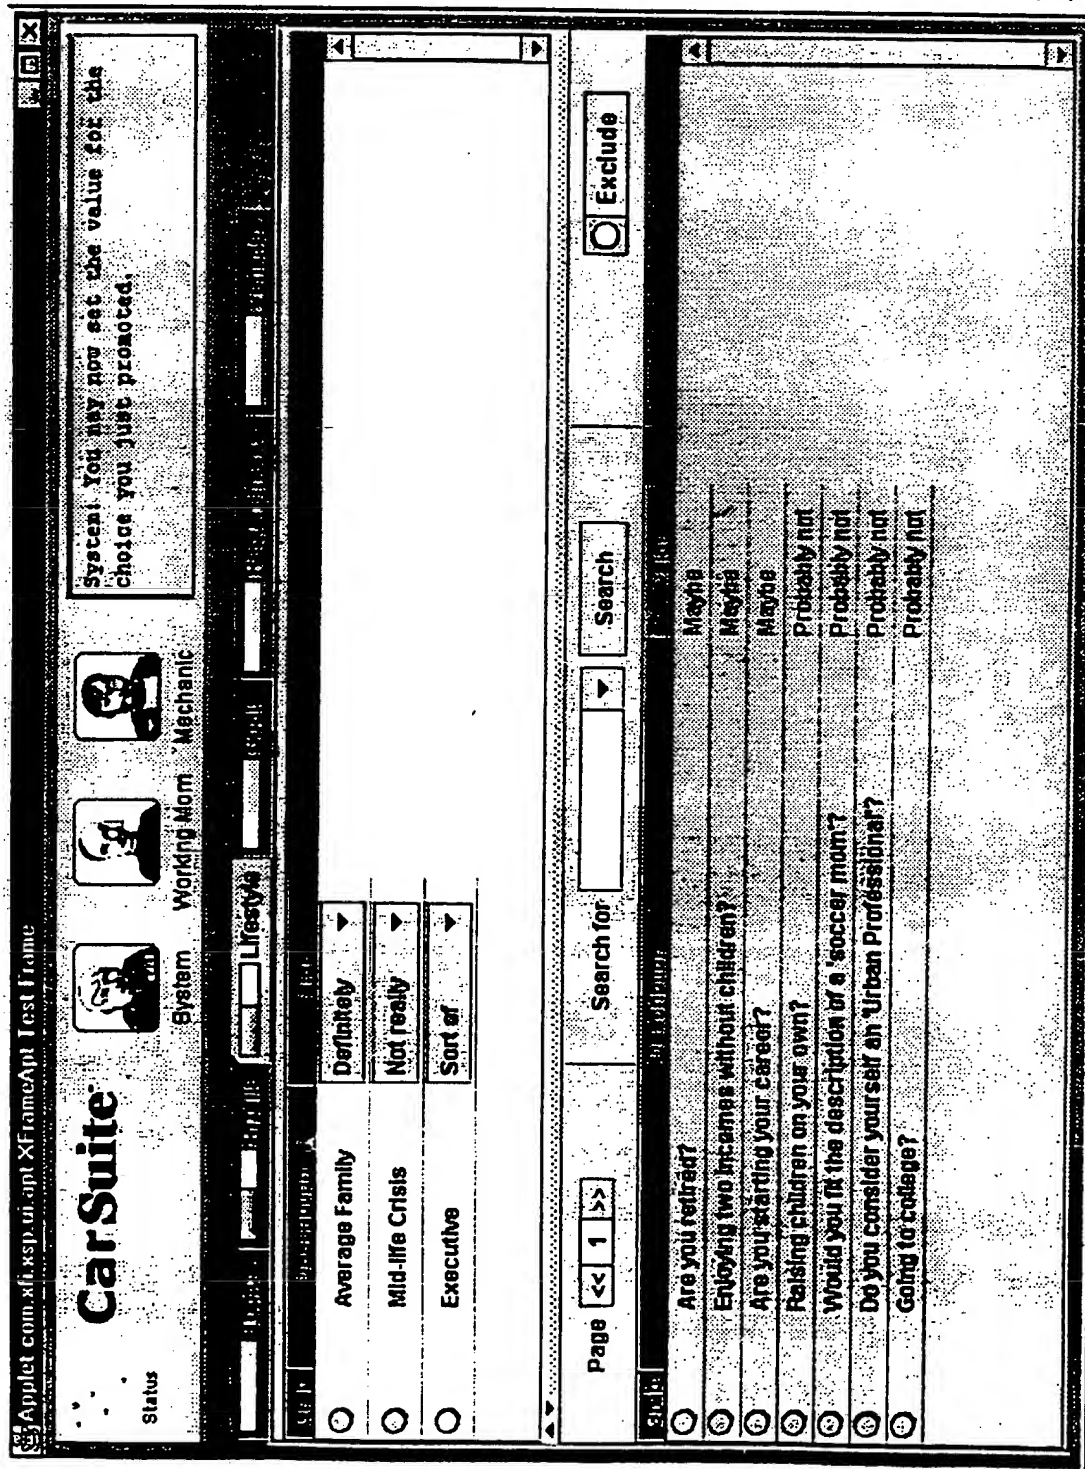 Applet com.xfi.xsp.ui.apt XFrameApt Test Frame
CarSuite
Status
System
Working Mom
Mechanic
System: You may now set the value for the
choice you just promoted.
Lifestyle
Average Family Definitely
Mid-life Crisis Not really
Executive Sort of
Page << 1 >> Search for Search Exclude
Are you retired? Maybe
Enjoying two incomes without children? Maybe
Are you starting your career? Maybe
Raising children on your own? Probably not
Would you fit the description of a 'soccer mom'? Probably not
Do you consider your self an 'Urban Professional'? Probably not
Going to college? Probably not